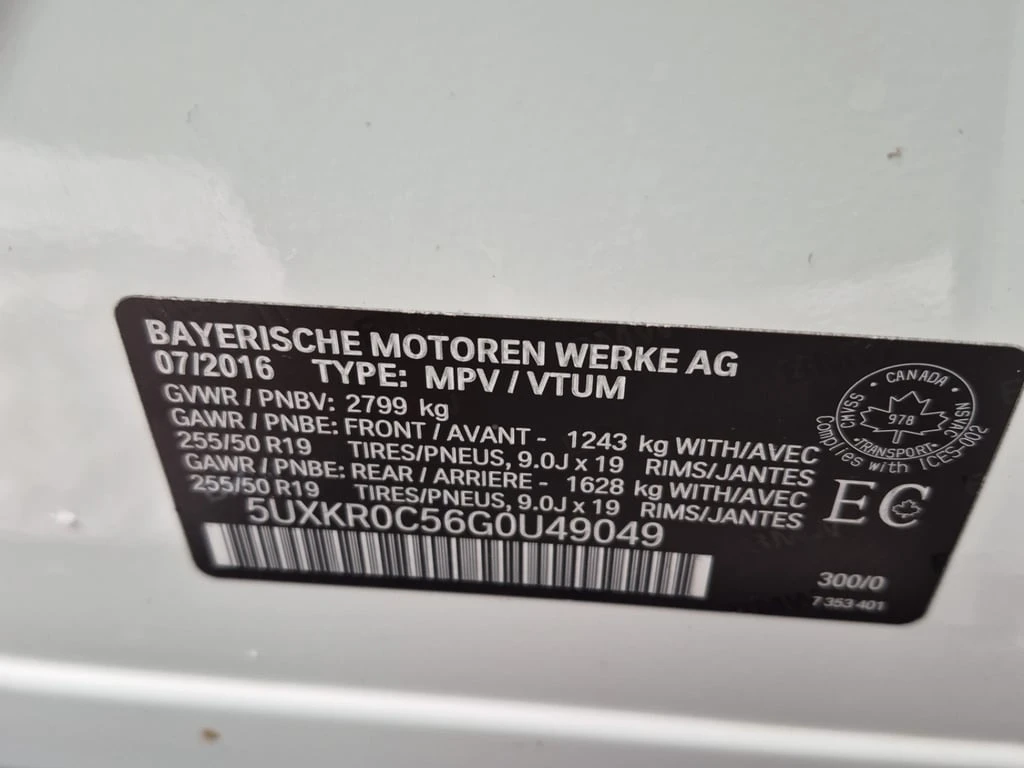 BAYERISCHE MOTOREN WERKE AG
07/2016 TYPE: MPV / VTUM
GVWR / PNBV: 2799 kg
GAWR / PNBE: FRONT / AVANT - 1243 kg WITH/AVEC
255/50 R19 TIRES/PNEUS, 9.0J x 19 RIMS/JANTES
GAWR / PNBE: REAR / ARRIERE - 1628 kg WITH/AVEC
255/50 R19 TIRES/PNEUS, 9.0J x 19 RIMS/JANTES
5UXKR0C56G0U49049
CANADA
CMVSS
NSVAC
978
TRANSPORT
Complies with ICES-002
EC
300/0
7 353 401